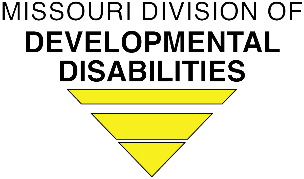 MISSOURI DIVISION OF
DEVELOPMENTAL
DISABILITIES